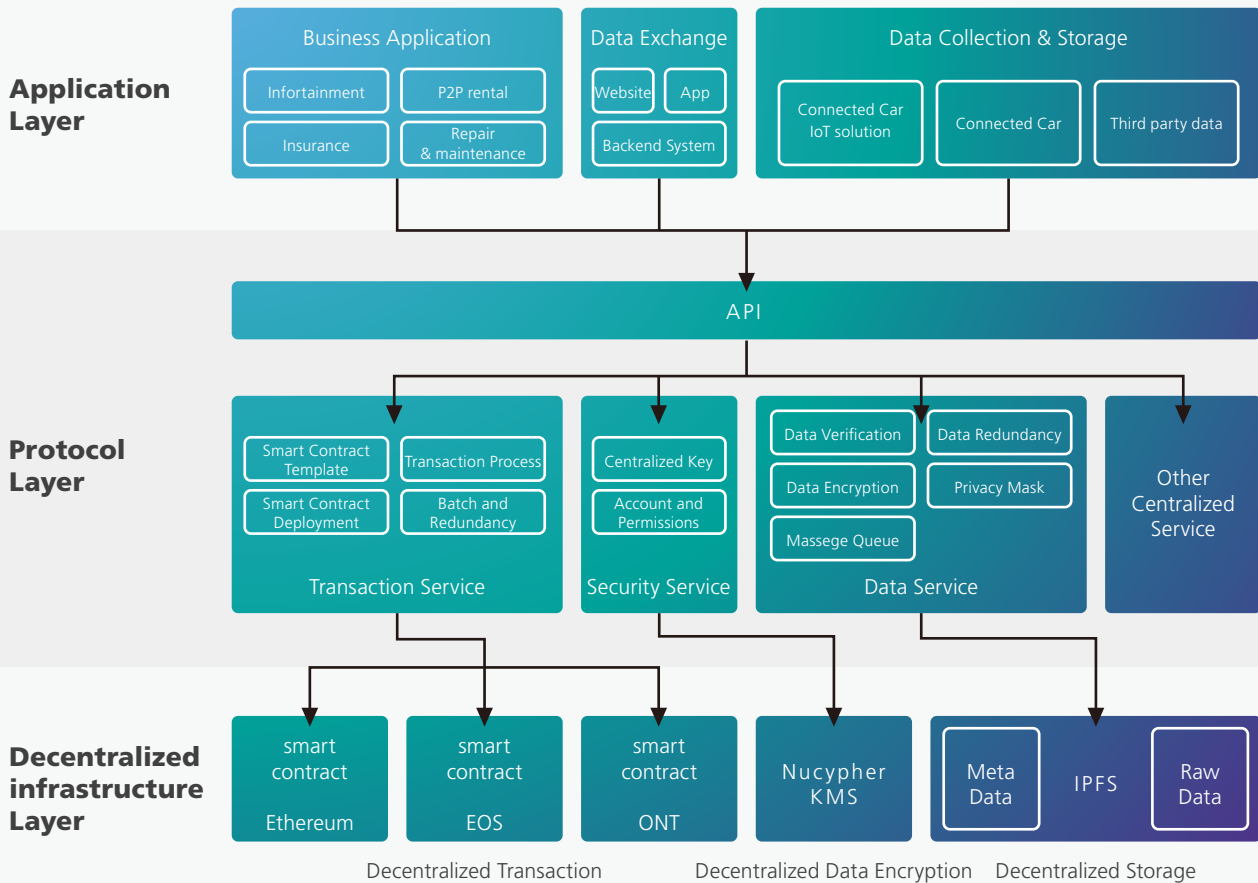 Application
Layer
Business Application
Infortainment
P2P rental
Insurance
Repair
& maintenance
Data Exchange
Website
App
Backend System
Data Collection & Storage
Connected Car
IoT solution
Connected Car
Third party data
API
Protocol
Layer
Smart Contract
Template
Transaction Process
Smart Contract
Deployment
Batch and
Redundancy
Transaction Service
Centralized Key
Account and
Permissions
Security Service
Data Verification
Data Redundancy
Data Encryption
Privacy Mask
Massege Queue
Data Service
Other
Centralized
Service
Decentralized
infrastructure
Layer
smart
contract
Ethereum
smart
contract
EOS
smart
contract
ONT
Nucypher
KMS
Meta
Data
IPFS
Raw
Data
Decentralized Transaction
Decentralized Data Encryption
Decentralized Storage